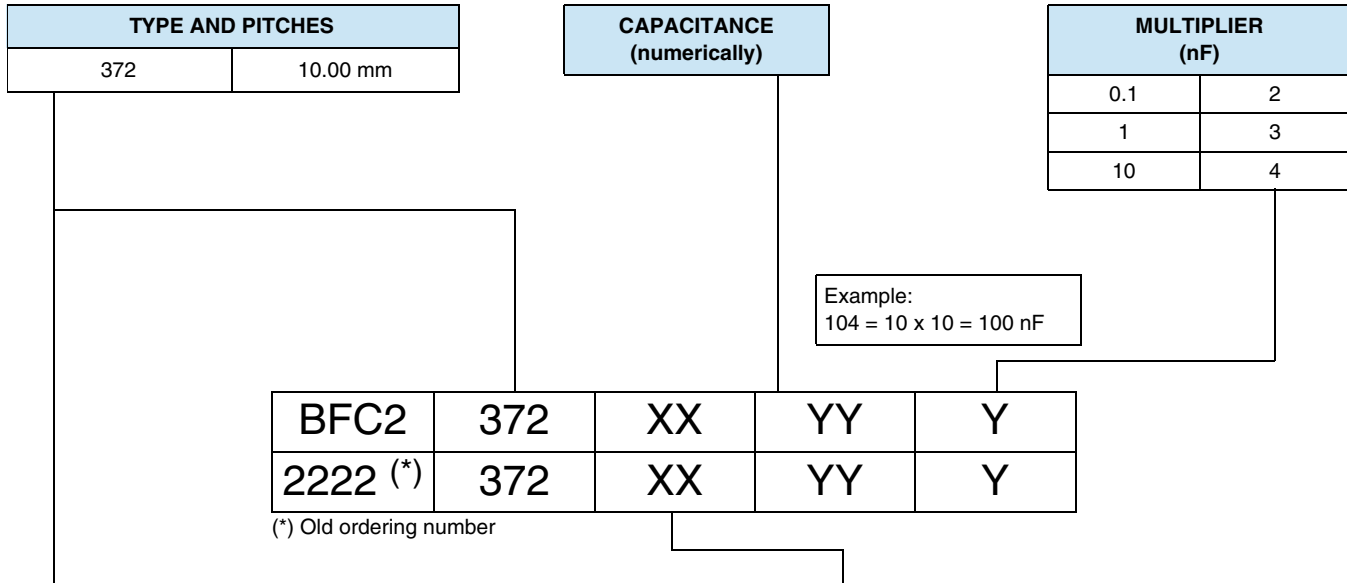 TYPE AND PITCHES
372 10.00 mm
CAPACITANCE
(numerically)
MULTIPLIER
(nF)
0.1 2
1 3
10 4
Example:
104 = 10 x 10 = 100 nF
BFC2 372 XX YY Y
2222 (*) 372 XX YY Y
(*) Old ordering number